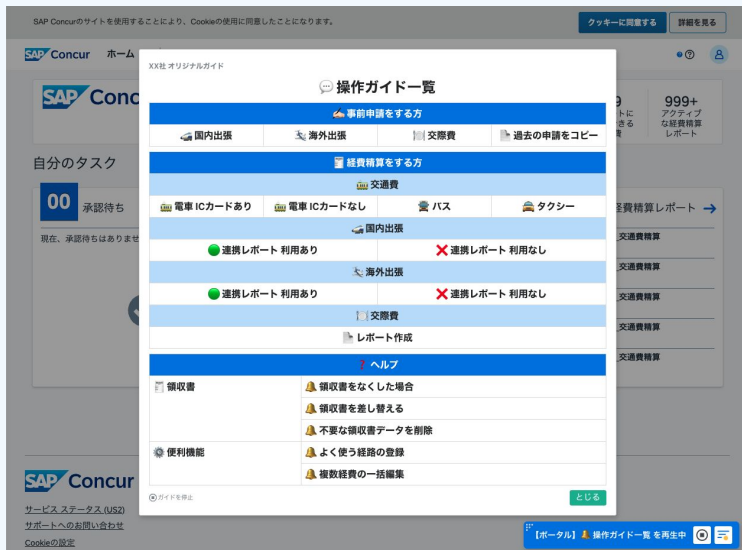 SAP Concurのサイトを使用することにより、Cookieの使用に同意したことになります。
クッキーに同意する
詳細を見る
SAP Concur
ホーム
XX社 オリジナルガイド
操作ガイド一覧
事前申請をする方
国内出張
海外出張
交際費
過去の申請をコピー
経費精算をする方
交通費
電車 ICカードあり
電車 ICカードなし
バス
タクシー
国内出張
連携レポート 利用あり
連携レポート 利用なし
海外出張
連携レポート 利用あり
連携レポート 利用なし
交際費
レポート作成
ヘルプ
領収書
領収書をなくした場合
領収書を差し替える
不要な領収書データを削除
便利機能
よく使う経路の登録
複数経費の一括編集
ガイドを停止
とじる
SAP Conc
999+
アクティブ
な経費精算
レポート
自分のタスク
00
承認待ち
現在、承認待ちはありませ
経費精算レポート
交通費精算
交通費精算
交通費精算
交通費精算
交通費精算
SAP Concur
サービス ステータス (US2)
サポートへのお問い合わせ
Cookieの設定
【ポータル】 操作ガイド一覧 を再生中